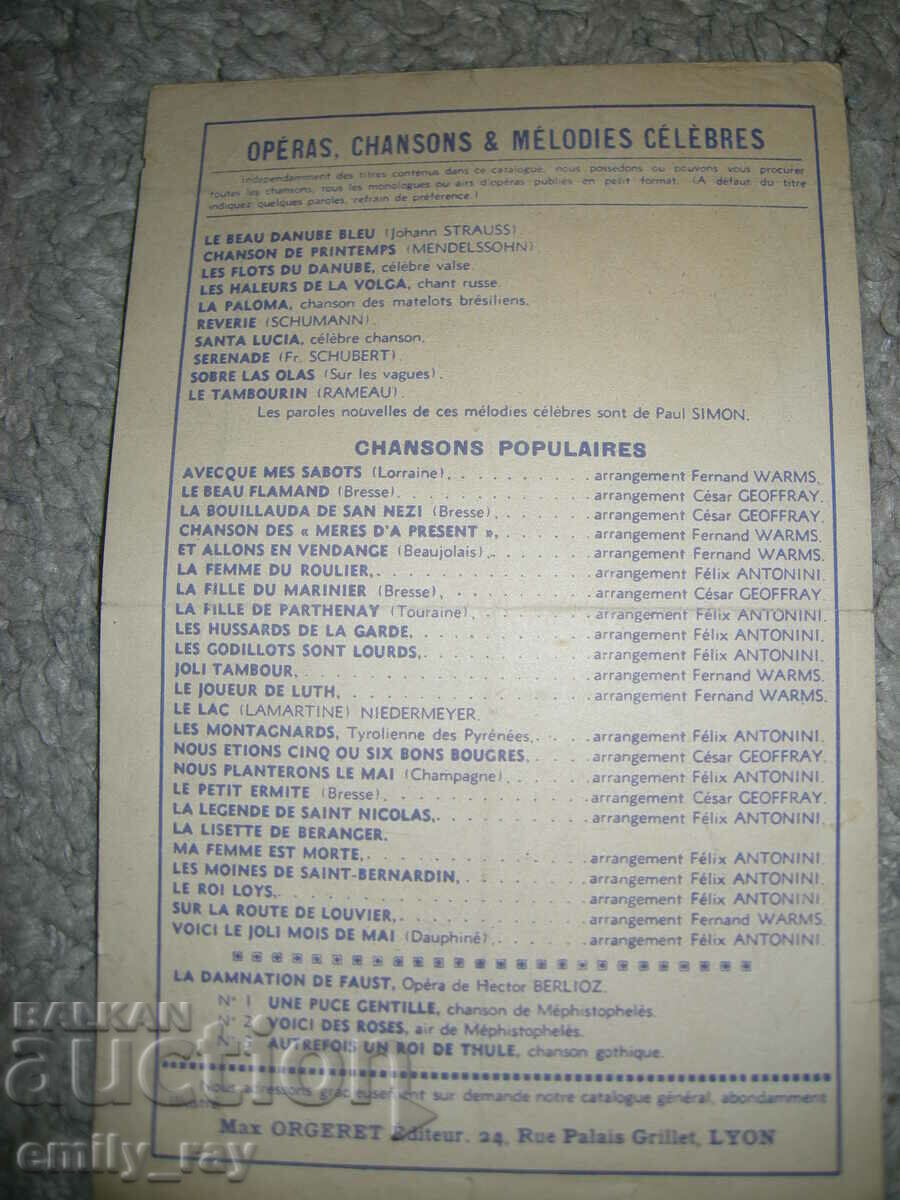 OPÉRAS, CHANSONS & MÉLODIES CÉLÈBRES
Independamment des titres contenus dans ce catalogue, nous possedons ou pouvons vous procurer
toutes les chansons, tous les monologues ou airs d'opéras publies en petit format. (A défaut du titre
indiquez quelques paroles, refrain de préférence.)
LE BEAU DANUBE BLEU (Johann STRAUSS).
CHANSON DE PRINTEMPS (MENDELSSOHN).
LES FLOTS DU DANUBE, célèbre valse.
LES HALEURS DE LA VOLGA, chant russe.
LA PALOMA, chanson des matelots brésiliens.
REVERIE (SCHUMANN).
SANTA LUCIA, célèbre chanson.
SERENADE (Fr. SCHUBERT).
SOBRE LAS OLAS (Sur les vagues).
LE TAMBOURIN (RAMEAU).
Les paroles nouvelles de ces mélodies célèbres sont de Paul SIMON.
CHANSONS POPULAIRES
AVECQUE MES SABOTS (Lorraine), . . . . . . . . . . arrangement Fernand WARMS.
LE BEAU FLAMAND (Bresse). . . . . . . . . . . . arrangement César GEOFFRAY.
LA BOUILLAUDA DE SAN NEZI (Bresse), . . . . . . . arrangement César GEOFFRAY.
CHANSON DES « MERES D'A PRESENT », . . . . . . . arrangement Fernand WARMS.
ET ALLONS EN VENDANGE (Beaujolais), . . . . . . . arrangement Fernand WARMS.
LA FEMME DU ROULIER, . . . . . . . . . . . . . arrangement Félix ANTONINI.
LA FILLE DU MARINIER (Bresse), . . . . . . . . . . arrangement César GEOFFRAY.
LA FILLE DE PARTHENAY (Touraine), . . . . . . . . arrangement Félix ANTONINI.
LES HUSSARDS DE LA GARDE, . . . . . . . . . . . arrangement Félix ANTONINI.
LES GODILLOTS SONT LOURDS, . . . . . . . . . . arrangement Félix ANTONINI.
JOLI TAMBOUR, . . . . . . . . . . . . . . . . arrangement Fernand WARMS.
LE JOUEUR DE LUTH, . . . . . . . . . . . . . . arrangement Fernand WARMS.
LE LAC (LAMARTINE) NIEDERMEYER.
LES MONTAGNARDS, Tyrolienne des Pyrénées, . . . . arrangement Félix ANTONINI.
NOUS ETIONS CINQ OU SIX BONS BOUGRES, . . . . arrangement César GEOFFRAY.
NOUS PLANTERONS LE MAI (Champagne), . . . . . . arrangement Félix ANTONINI.
LE PETIT ERMITE (Bresse), . . . . . . . . . . . . arrangement César GEOFFRAY.
LA LEGENDE DE SAINT NICOLAS, . . . . . . . . . . arrangement Félix ANTONINI.
LA LISETTE DE BERANGER.
MA FEMME EST MORTE, . . . . . . . . . . . . . arrangement Félix ANTONINI.
LES MOINES DE SAINT-BERNARDIN, . . . . . . . . arrangement Félix ANTONINI.
LE ROI LOYS, . . . . . . . . . . . . . . . . . arrangement Félix ANTONINI.
SUR LA ROUTE DE LOUVIER, . . . . . . . . . . . arrangement Fernand WARMS.
VOICI LE JOLI MOIS DE MAI (Dauphiné), . . . . . . . arrangement Félix ANTONINI.
LA DAMNATION DE FAUST, Opéra de Hector BERLIOZ.
N° 1 UNE PUCE GENTILLE, chanson de Méphistophelès.
N° 2 VOICI DES ROSES, air de Méphistophelès.
N° 3 AUTREFOIS UN ROI DE THULE, chanson gothique.
Nous adressons gracieusement sur demande notre catalogue général, abondamment
illustré
Max ORGERET Editeur. 24, Rue Palais Grillet, LYON
BALKAN
auction
emily_ray